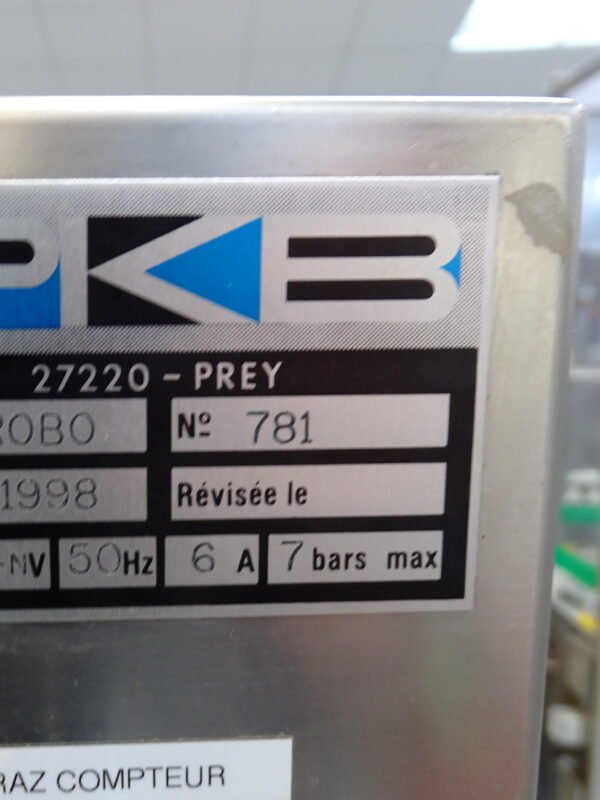 PKB
27220 - PREY
ROBO Nº 781
1998 Révisée le
NV 50Hz 6 A 7 bars max
RAZ COMPTEUR